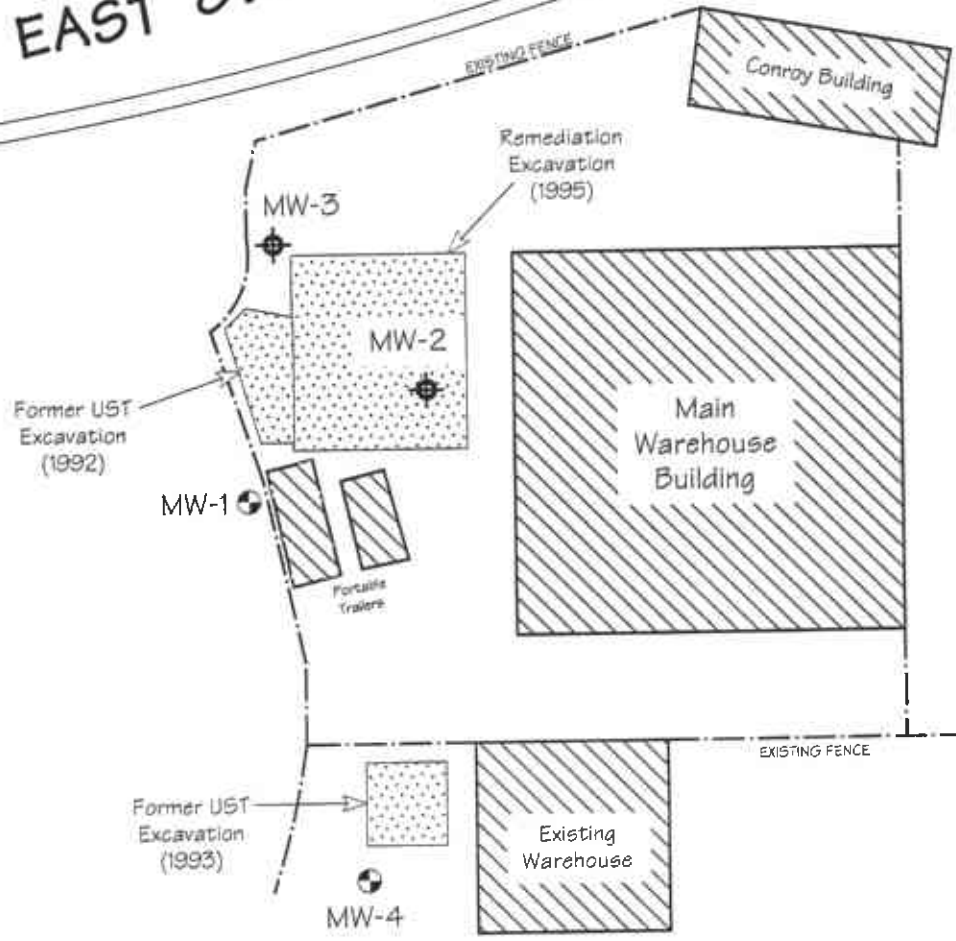 EAST
EXISTING FENCE
Conroy Building
Remediation
Excavation
(1995)
MW-3
MW-2
Former UST
Excavation
(1992)
Main
Warehouse
Building
MW-1
Portable
Trailers
EXISTING FENCE
Former UST
Excavation
(1993)
Existing
Warehouse
MW-4